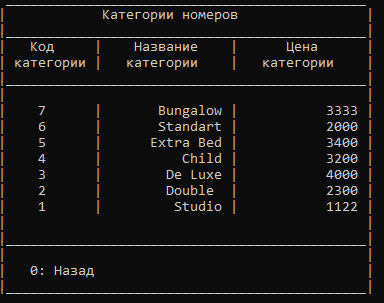 Категории номеров
Код | Название | Цена
категории | категории | категории
7 | Bungalow | 3333
6 | Standart | 2000
5 | Extra Bed | 3400
4 | Child | 3200
3 | De Luxe | 4000
2 | Double | 2300
1 | Studio | 1122
0: Назад